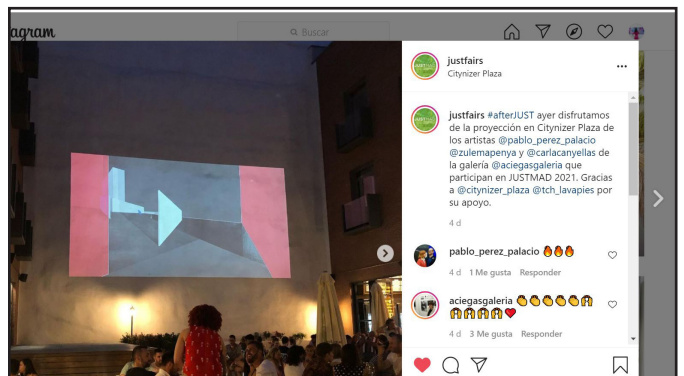 agram
Buscar
justfairs
Citynizer Plaza
justfairs #afterJUST ayer disfrutamos
de la proyección en Citynizer Plaza de
los artistas @pablo_perez_palacio
@zulemapenya y @carlacanyellas de
la galería @aciegasgaleria que
participan en JUSTMAD 2021. Gracias
a @citynizer_plaza @tch_lavapies por
su apoyo.
4 d
pablo_perez_palacio 🔥🔥🔥
4 d 1 Me gusta Responder
aciegasgaleria 👏👏👏👏👏🙌
🙌🙌🙌🙌❤️
4 d 3 Me gusta Responder